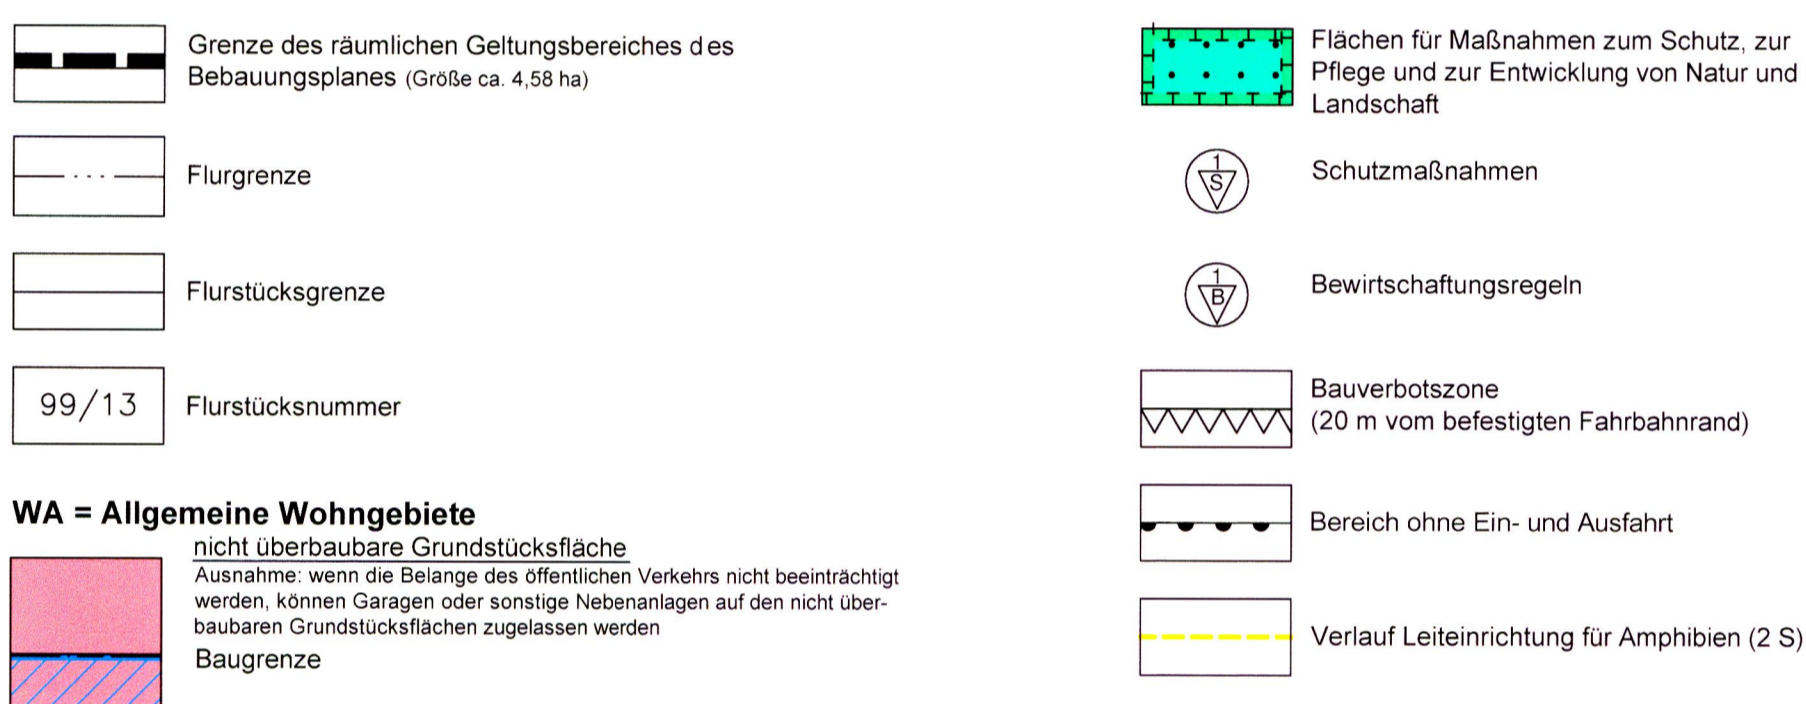 Grenze des räumlichen Geltungsbereiches des
Bebauungsplanes (Größe ca. 4,58 ha)
Flurgrenze
Flurstücksgrenze
99/13
Flurstücksnummer
WA = Allgemeine Wohngebiete
nicht überbaubare Grundstücksfläche
Ausnahme: wenn die Belange des öffentlichen Verkehrs nicht beeinträchtigt
werden, können Garagen oder sonstige Nebenanlagen auf den nicht über-
baubaren Grundstücksflächen zugelassen werden
Baugrenze
Flächen für Maßnahmen zum Schutz, zur
Pflege und zur Entwicklung von Natur und
Landschaft
1
S
Schutzmaßnahmen
1
B
Bewirtschaftungsregeln
Bauverbotszone
(20 m vom befestigten Fahrbahnrand)
Bereich ohne Ein- und Ausfahrt
Verlauf Leiteinrichtung für Amphibien (2 S)